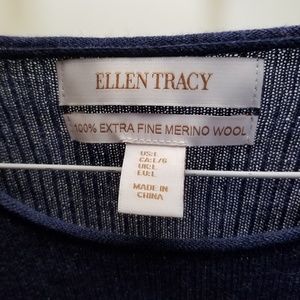 ELLEN TRACY
100% EXTRA FINE MERINO WOOL
US:L
CA:L/G
UK:L
EU:L
MADE IN
CHINA